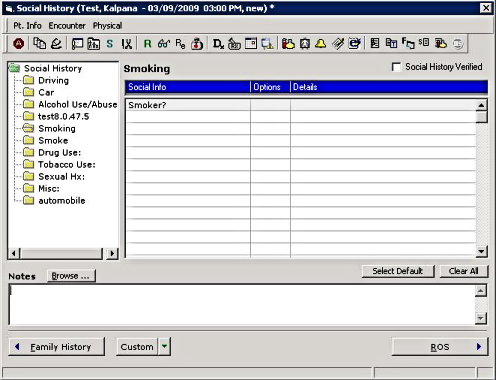 Social History (Test, Kalpana - 03/09/2009 03:00 PM, new) *
Pt. Info Encounter Physical
Social History
Driving
Car
Alcohol Use/Abuse
test8.0.47.5
Smoking
Smoke
Drug Use:
Tobacco Use:
Sexual Hx:
Misc:
automobile
Smoking
Social History Verified
Social Info Options Details
Smoker?
Select Default Clear All
Notes Browse ...
Family History Custom ROS